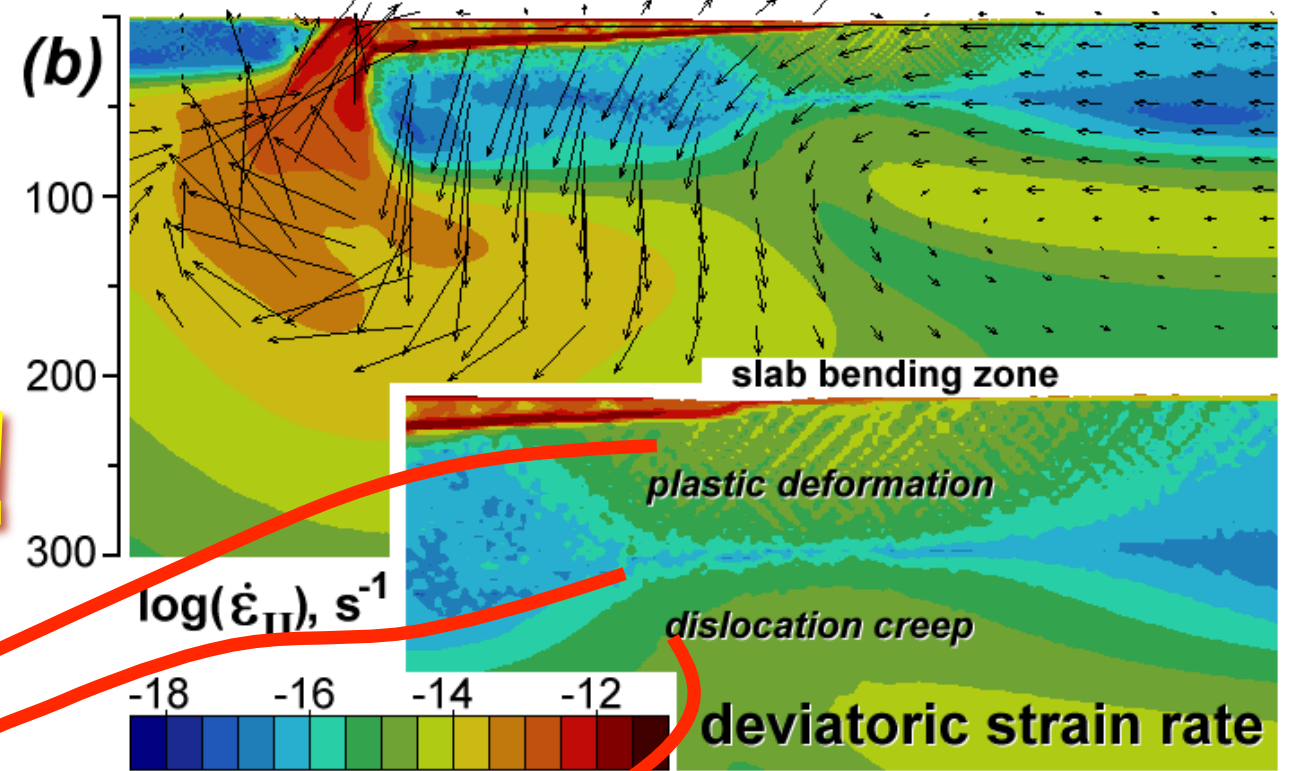 (b)
100
200
300
slab bending zone
plastic deformation
dislocation creep
log(ε̇II), s-1
-18 -16 -14 -12
deviatoric strain rate